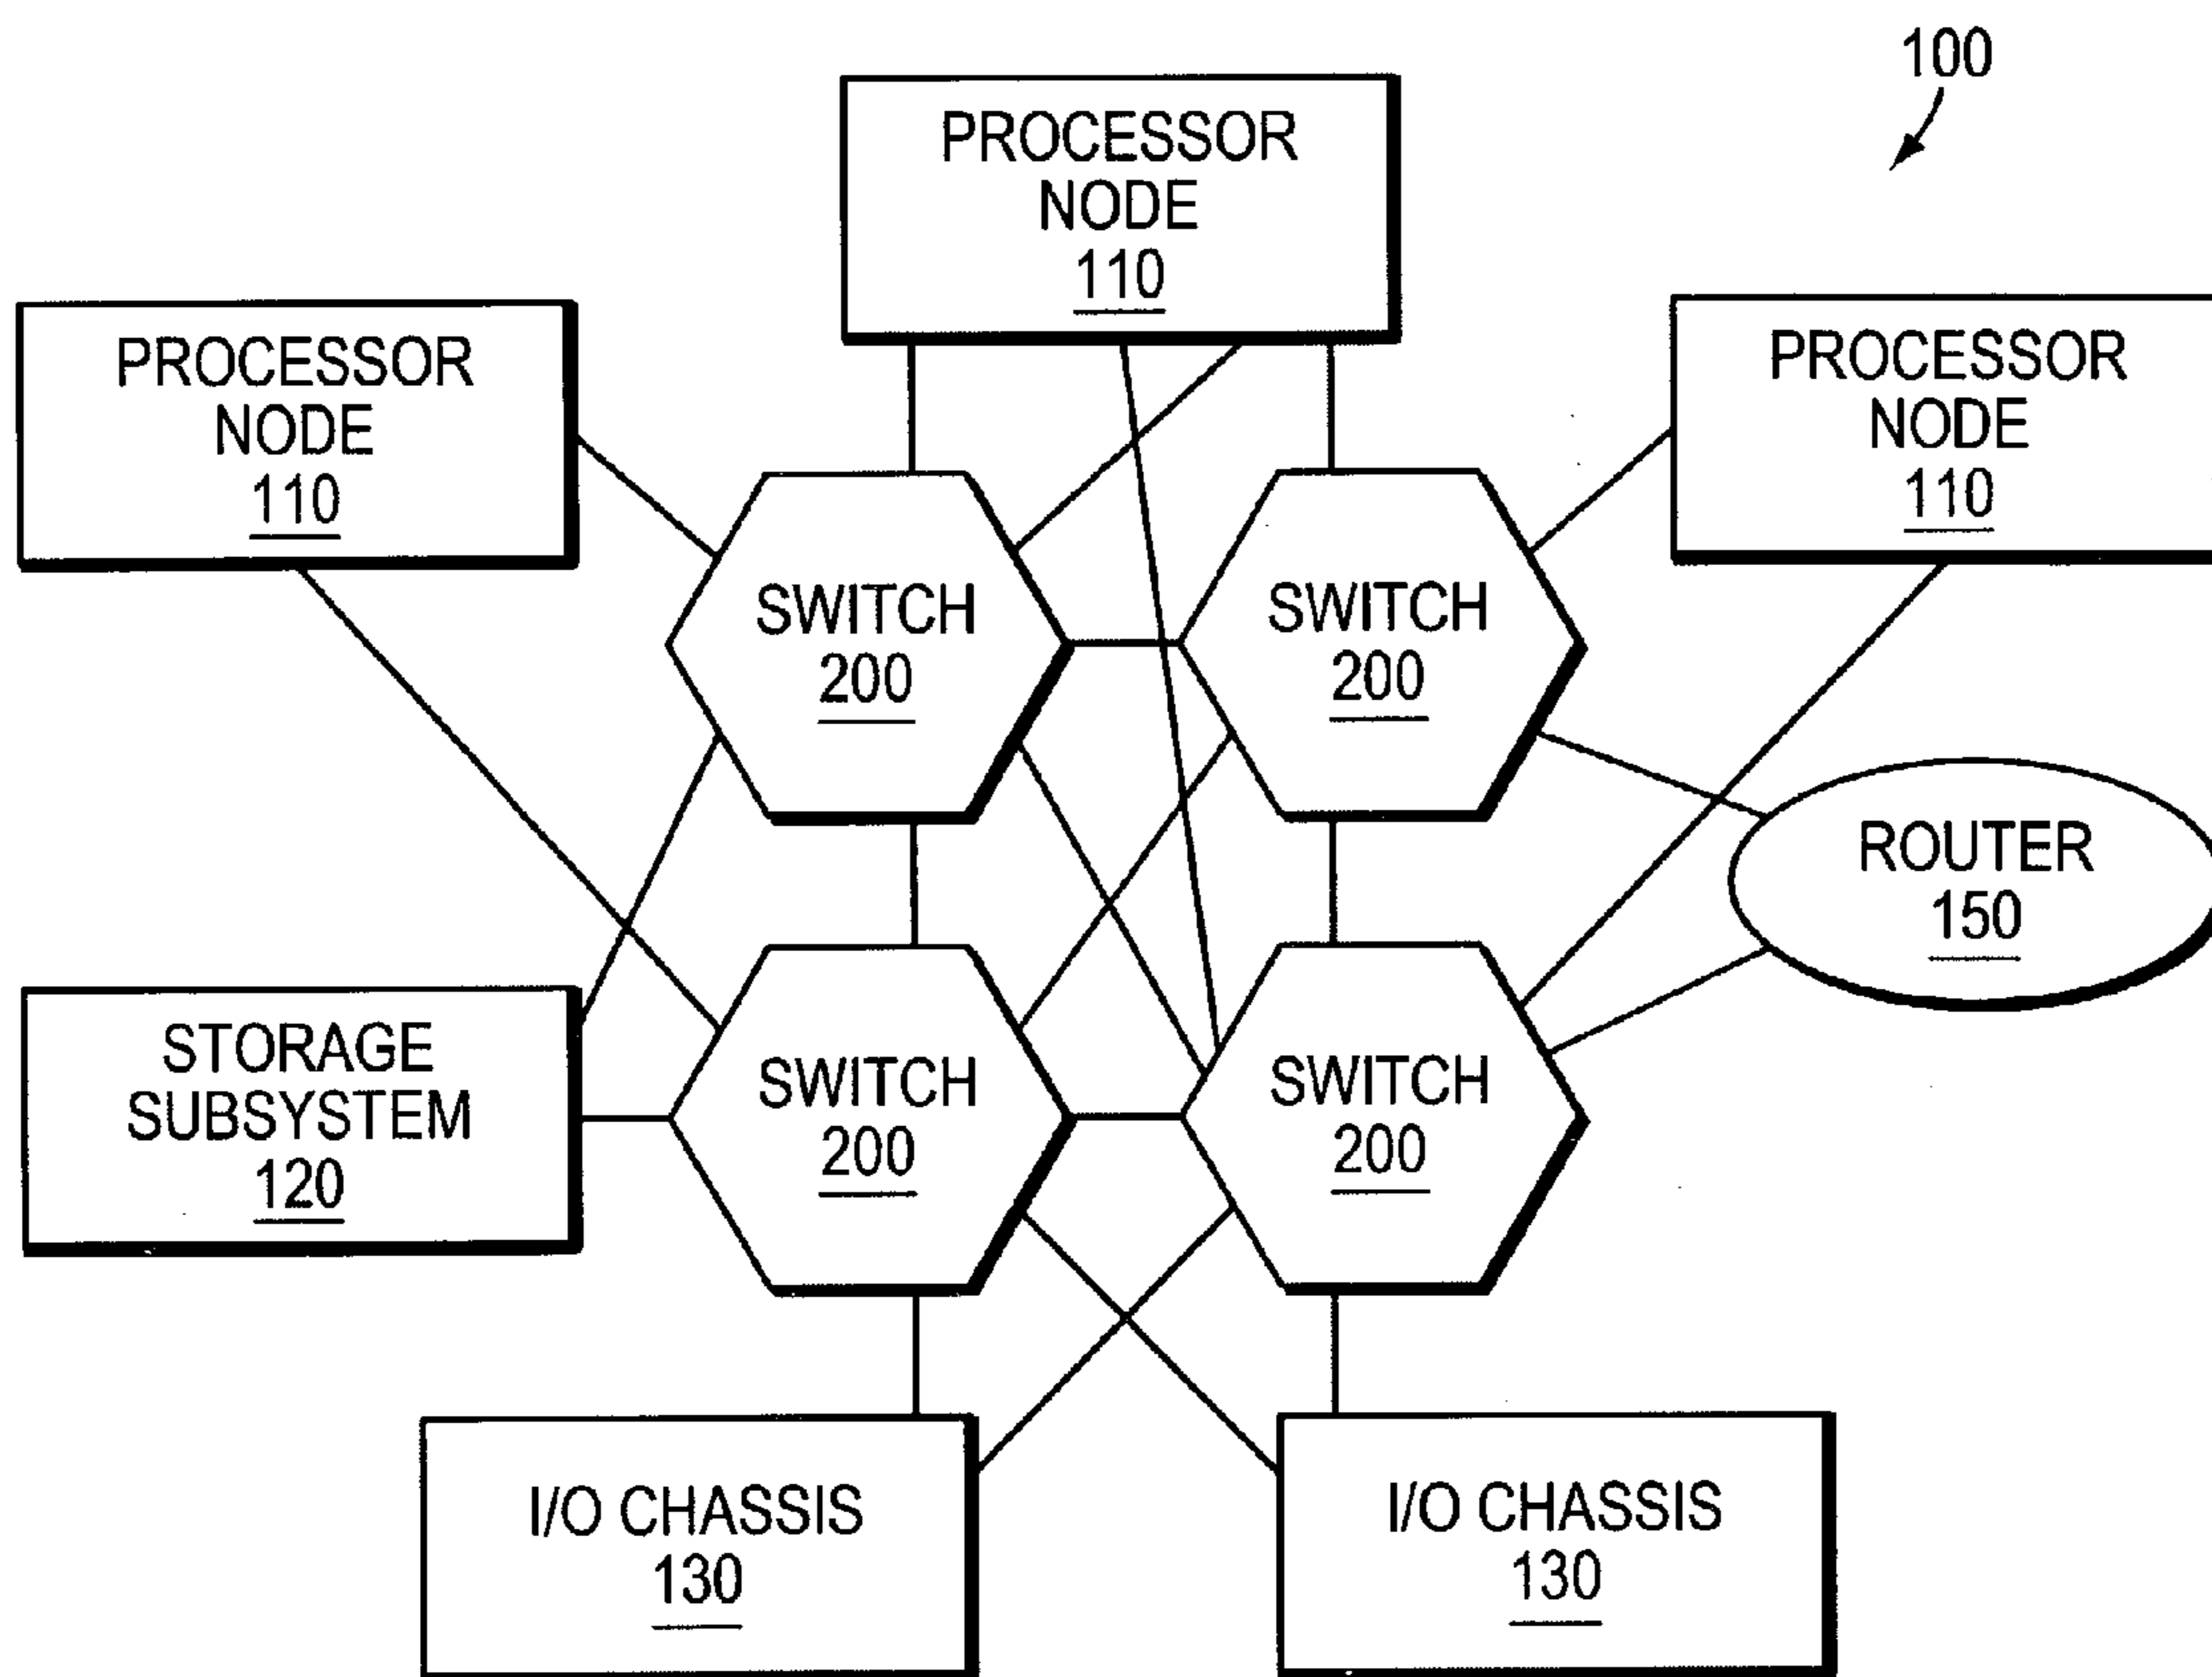 100
PROCESSOR
NODE
110
PROCESSOR
NODE
110
PROCESSOR
NODE
110
SWITCH
200
SWITCH
200
ROUTER
150
STORAGE
SUBSYSTEM
120
SWITCH
200
SWITCH
200
I/O CHASSIS
130
I/O CHASSIS
130